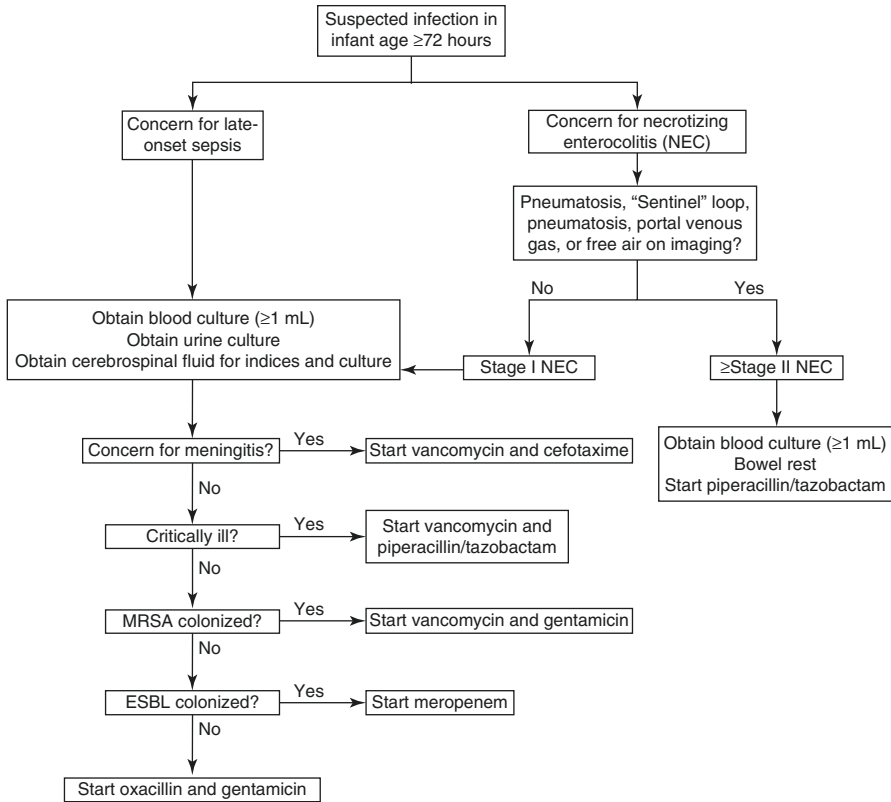 Suspected infection in
infant age ≥72 hours
Concern for late-
onset sepsis
Concern for necrotizing
enterocolitis (NEC)
Pneumatosis, “Sentinel” loop,
pneumatosis, portal venous
gas, or free air on imaging?
No
Yes
Obtain blood culture (≥1 mL)
Obtain urine culture
Obtain cerebrospinal fluid for indices and culture
Stage I NEC
≥Stage II NEC
Obtain blood culture (≥1 mL)
Bowel rest
Start piperacillin/tazobactam
Concern for meningitis?
Yes
Start vancomycin and cefotaxime
No
Critically ill?
Yes
Start vancomycin and
piperacillin/tazobactam
No
MRSA colonized?
Yes
Start vancomycin and gentamicin
No
ESBL colonized?
Yes
Start meropenem
No
Start oxacillin and gentamicin